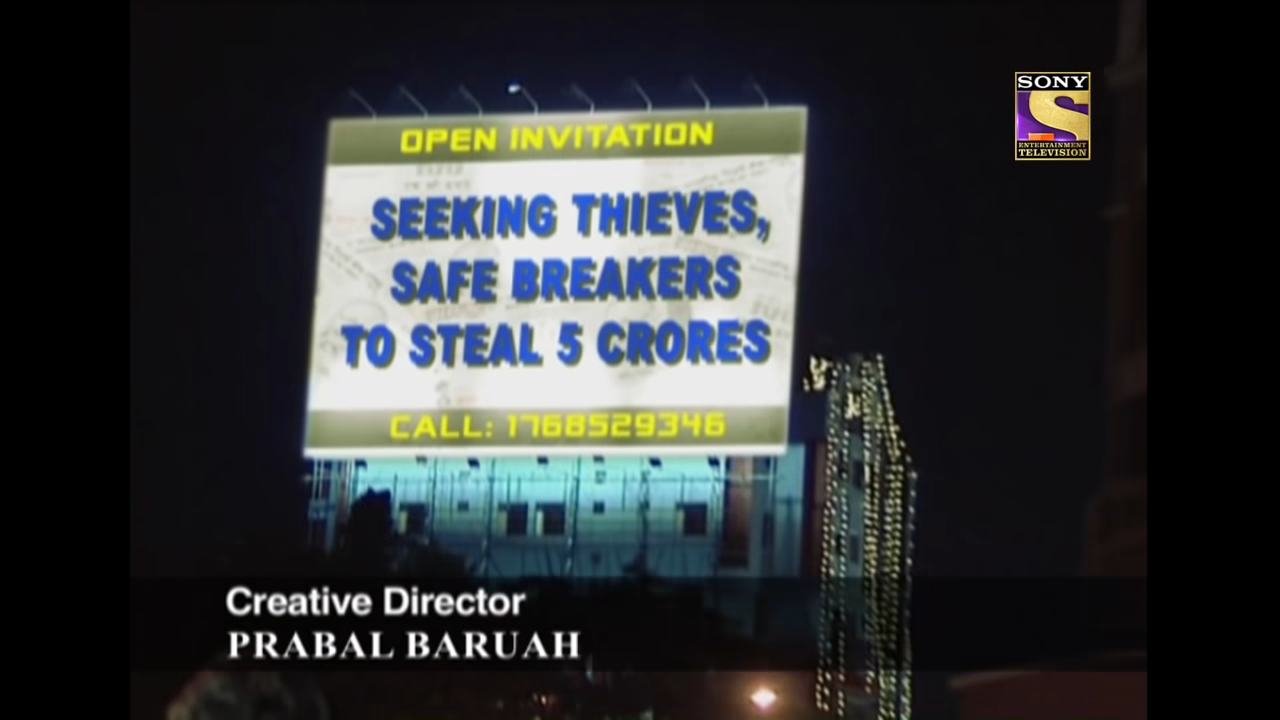 OPEN INVITATION
SEEKING THIEVES,
SAFE BREAKERS
TO STEAL 5 CRORES
CALL: 1768529346
SONY
ENTERTAINMENT
TELEVISION
Creative Director
PRABAL BARUAH